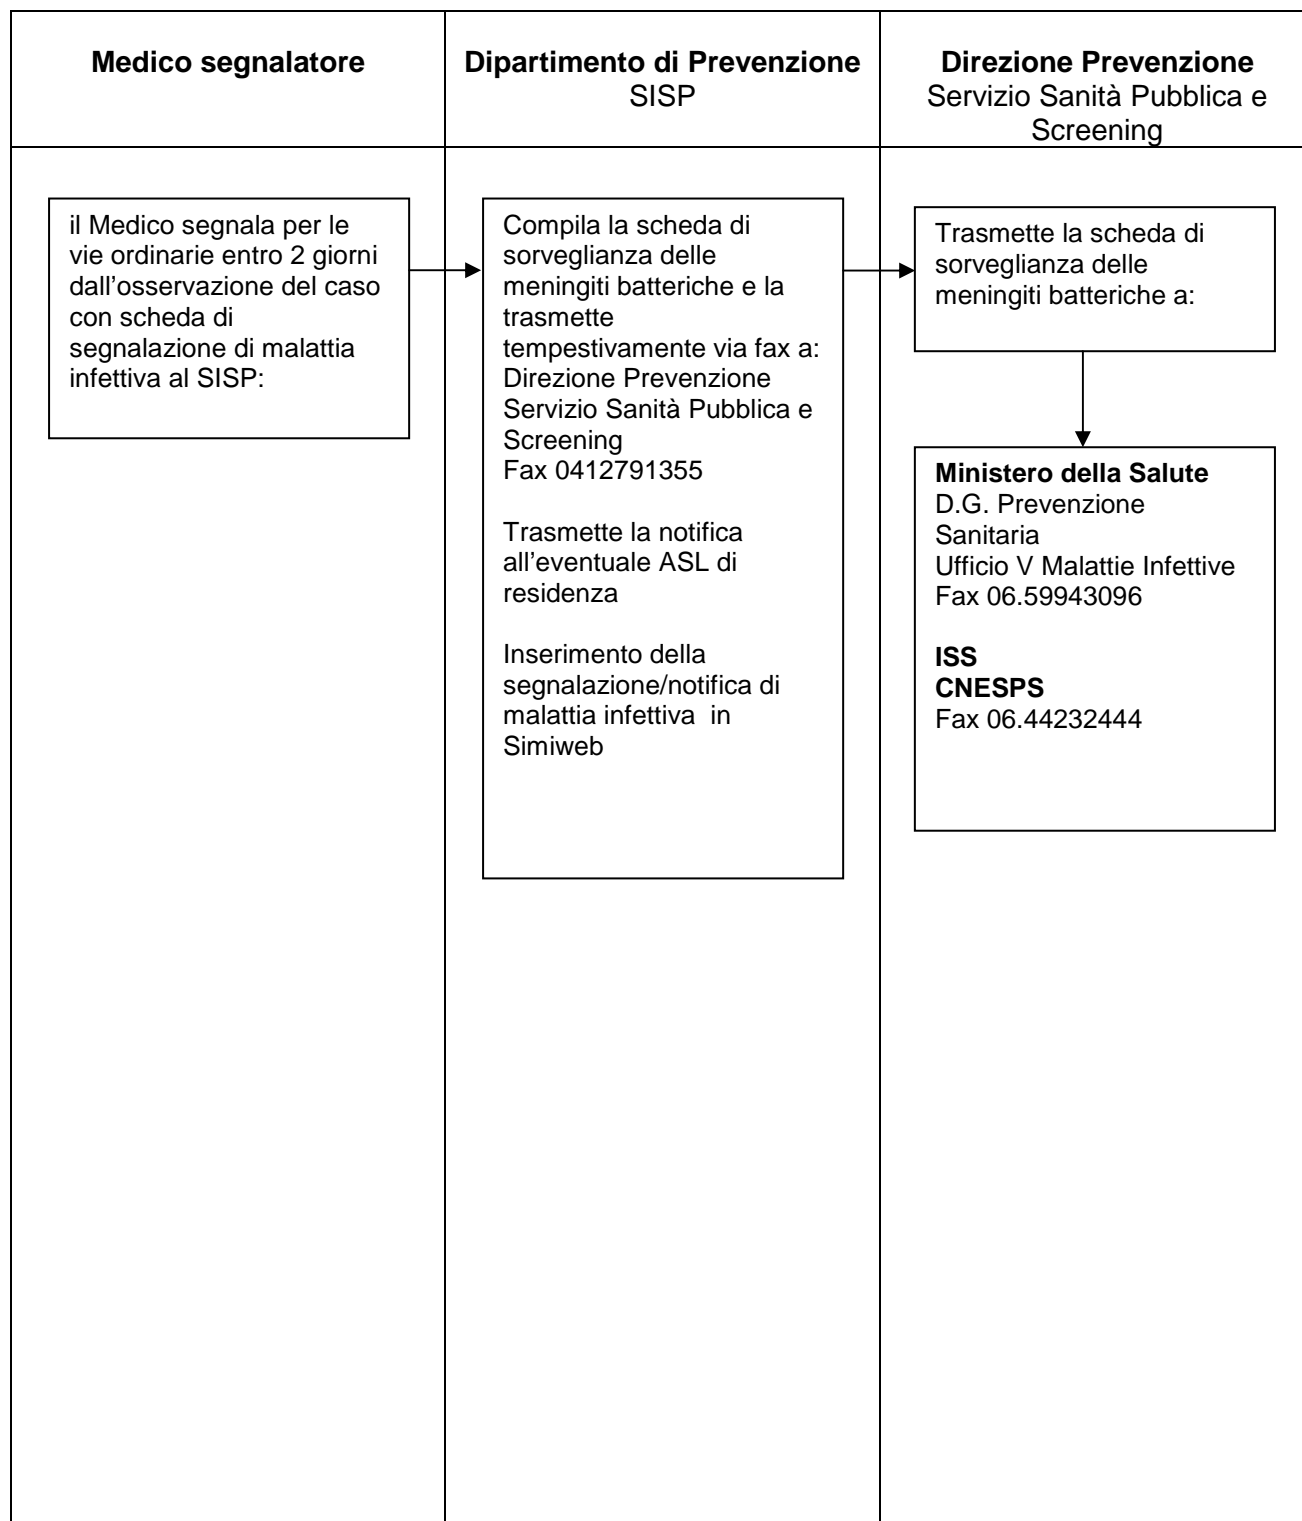 Medico segnalatore
Dipartimento di Prevenzione
SISP
Direzione Prevenzione
Servizio Sanità Pubblica e
Screening
il Medico segnala per le
vie ordinarie entro 2 giorni
dall'osservazione del caso
con scheda di
segnalazione di malattia
infettiva al SISP:
Compila la scheda di
sorveglianza delle
meningiti batteriche e la
trasmette
tempestivamente via fax a:
Direzione Prevenzione
Servizio Sanità Pubblica e
Screening
Fax 0412791355
Trasmette la notifica
all'eventuale ASL di
residenza
Inserimento della
segnalazione/notifica di
malattia infettiva  in
Simiweb
Trasmette la scheda di
sorveglianza delle
meningiti batteriche a:
Ministero della Salute
D.G. Prevenzione
Sanitaria
Ufficio V Malattie Infettive
Fax 06.59943096
ISS
CNESPS
Fax 06.44232444